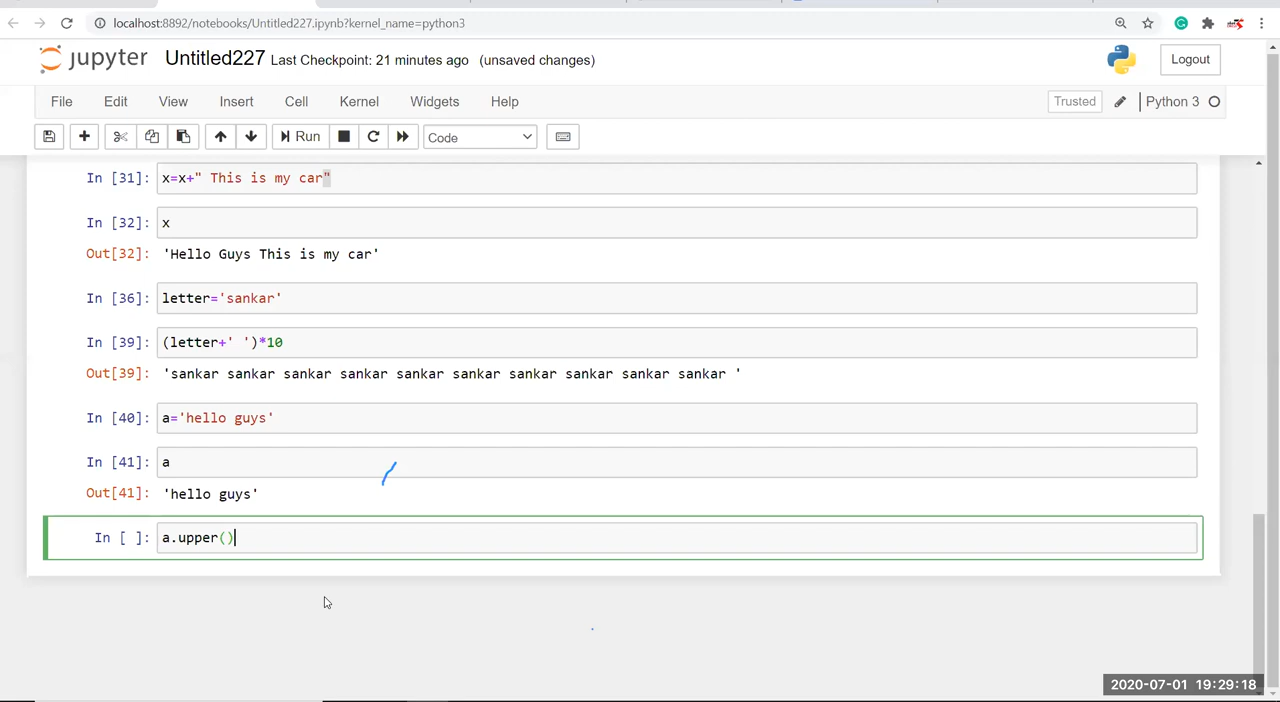 localhost:8892/notebooks/Untitled227.ipynb?kernel_name=python3
jupyter Untitled227 Last Checkpoint: 21 minutes ago (unsaved changes)
Logout
File Edit View Insert Cell Kernel Widgets Help
Trusted Python 3
Run Code
In [31]: x=x+" This is my car"
In [32]: x
Out[32]: 'Hello Guys This is my car'
In [36]: letter='sankar'
In [39]: (letter+' ')*10
Out[39]: 'sankar sankar sankar sankar sankar sankar sankar sankar sankar sankar '
In [40]: a='hello guys'
In [41]: a
Out[41]: 'hello guys'
In [ ]: a.upper()
2020-07-01 19:29:18